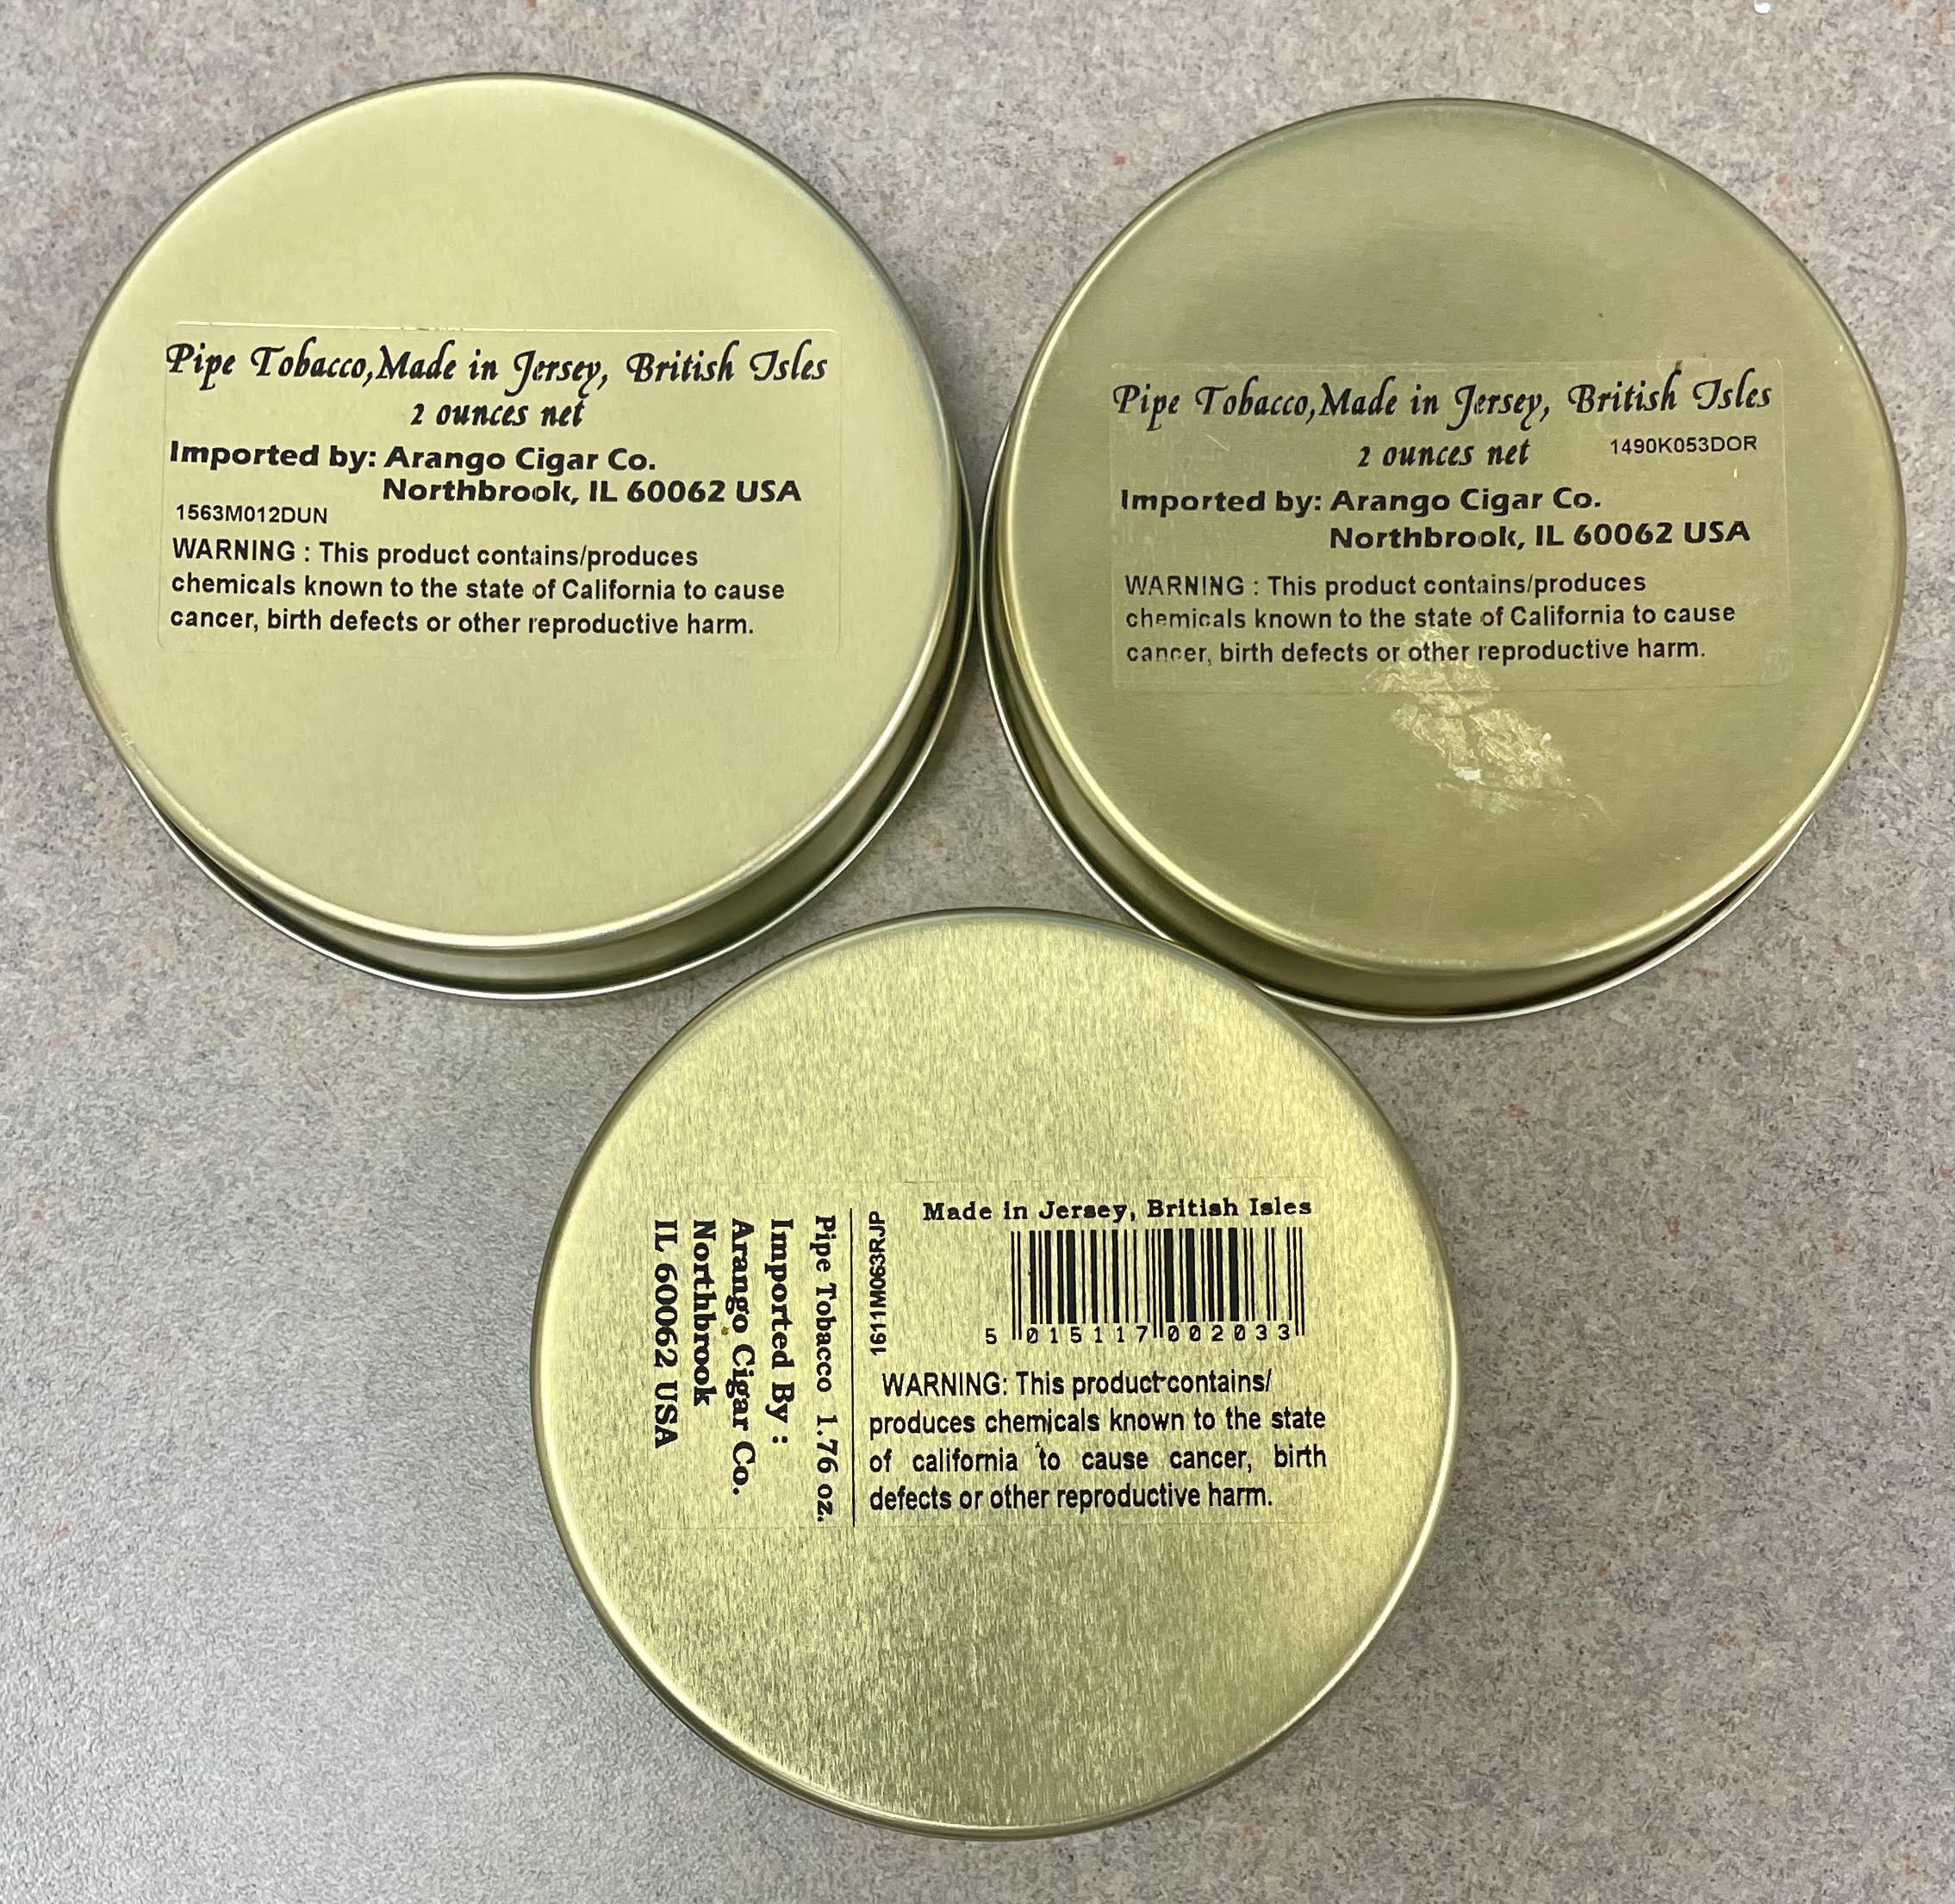 Pipe Tobacco,Made in Jersey, British Isles
2 ounces net
Imported by: Arango Cigar Co.
Northbrook, IL 60062 USA
1563M012DUN
WARNING : This product contains/produces
chemicals known to the state of California to cause
cancer, birth defects or other reproductive harm.
Pipe Tobacco,Made in Jersey, British Isles
2 ounces net 1490K053DOR
Imported by: Arango Cigar Co.
Northbrook, IL 60062 USA
WARNING : This product contains/produces
chemicals known to the state of California to cause
cancer, birth defects or other reproductive harm.
Pipe Tobacco 1.76 oz.
Imported By :
Arango Cigar Co.
Northbrook
IL 60062 USA
1611M063RJP
Made in Jersey, British Isles
5 015117 002033
WARNING: This product contains/
produces chemicals known to the state
of california to cause cancer, birth
defects or other reproductive harm.